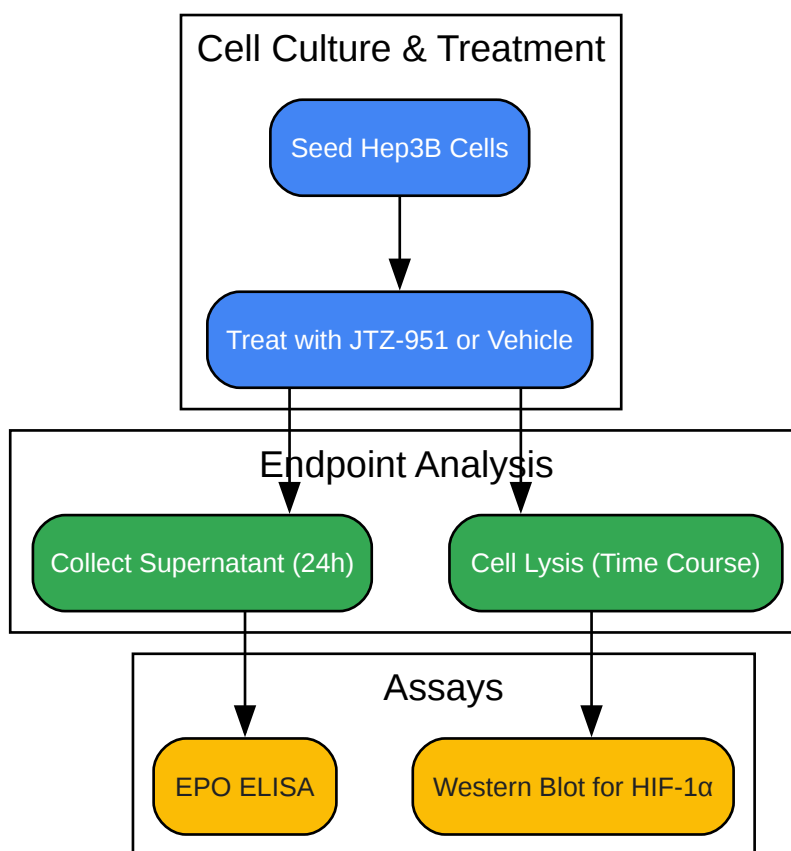 Cell Culture & Treatment
Seed Hep3B Cells
Treat with JTZ-951 or Vehicle
Endpoint Analysis
Collect Supernatant (24h)
Cell Lysis (Time Course)
Assays
EPO ELISA
Western Blot for HIF-1α